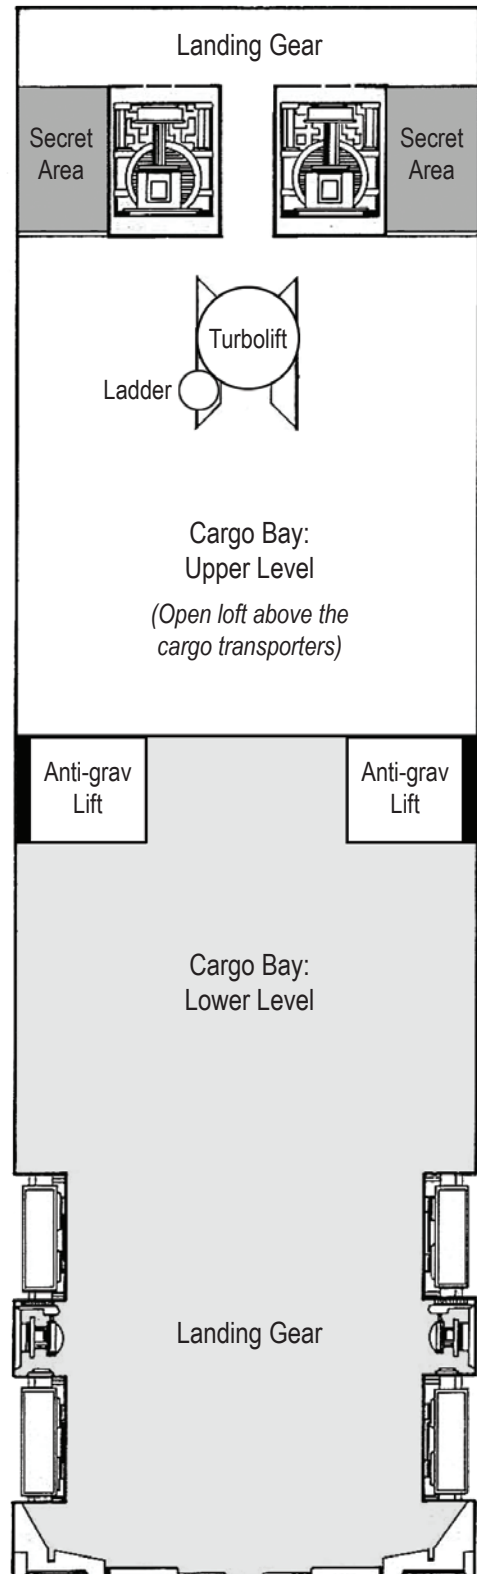 Landing Gear
Secret
Area
Secret
Area
Turbolift
Ladder
Cargo Bay:
Upper Level
(Open loft above the
cargo transporters)
Anti-grav
Lift
Anti-grav
Lift
Cargo Bay:
Lower Level
Landing Gear